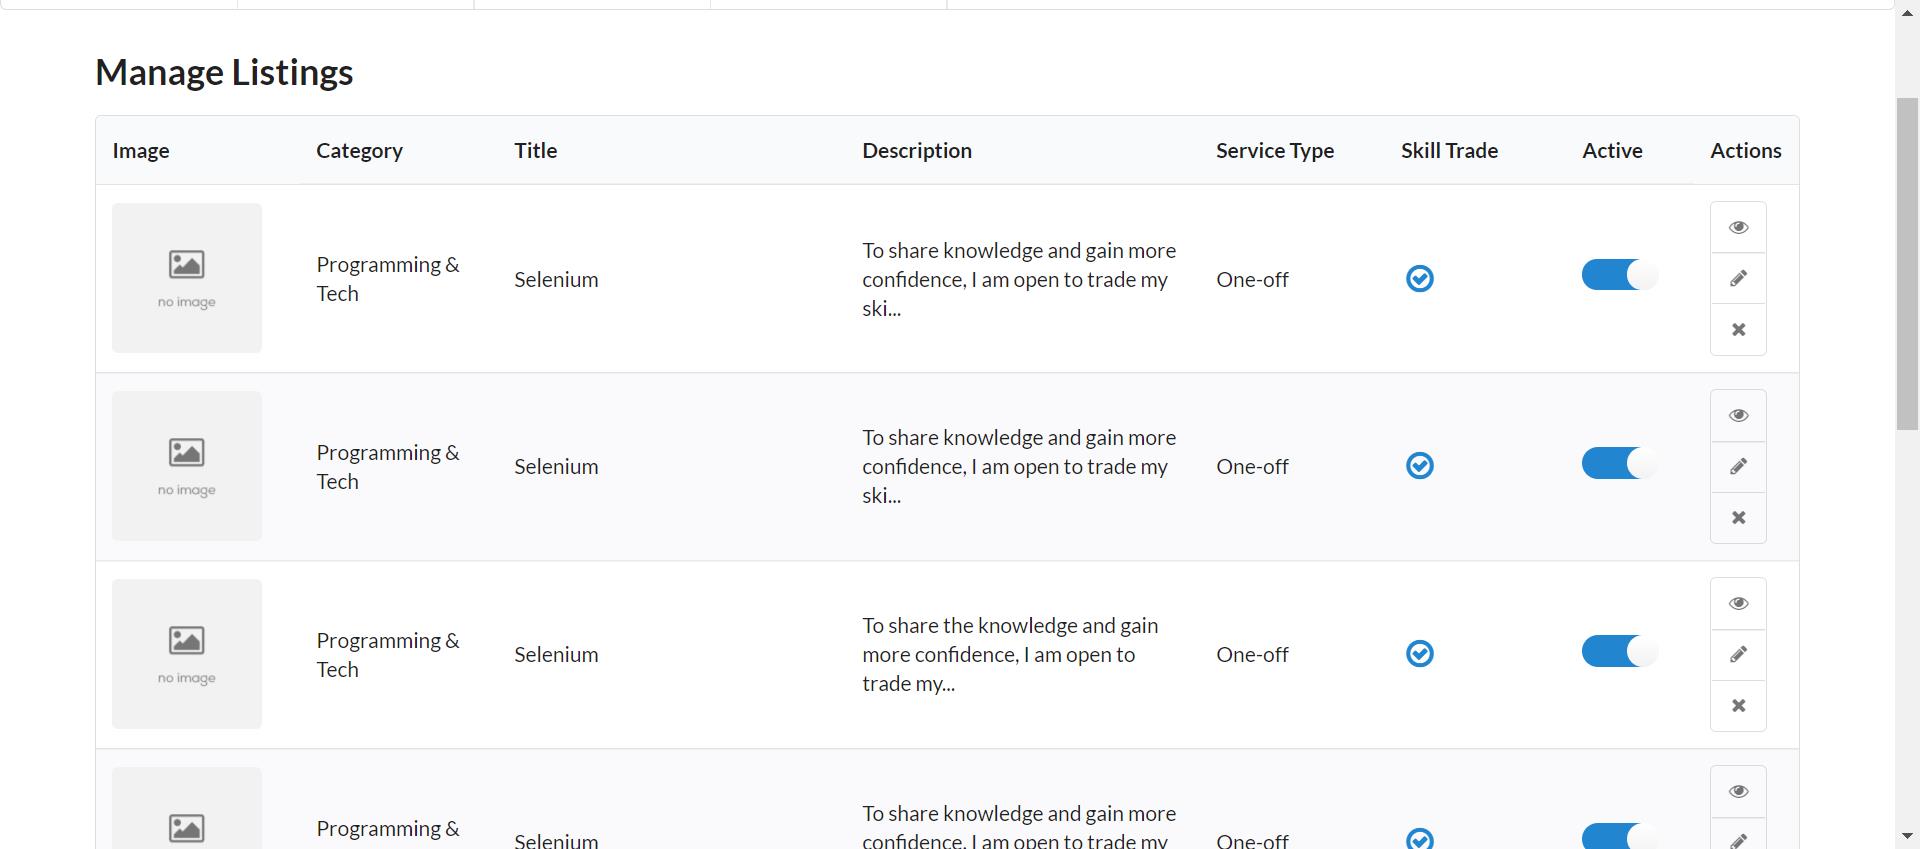 Manage Listings
Image Category Title Description Service Type Skill Trade Active Actions
no image
Programming &
Tech
Selenium
To share knowledge and gain more
confidence, I am open to trade my
ski...
One-off
no image
Programming &
Tech
Selenium
To share knowledge and gain more
confidence, I am open to trade my
ski...
One-off
no image
Programming &
Tech
Selenium
To share the knowledge and gain
more confidence, I am open to
trade my...
One-off
Programming &
Selenium
To share knowledge and gain more
confidence, I am open to trade my
One-off